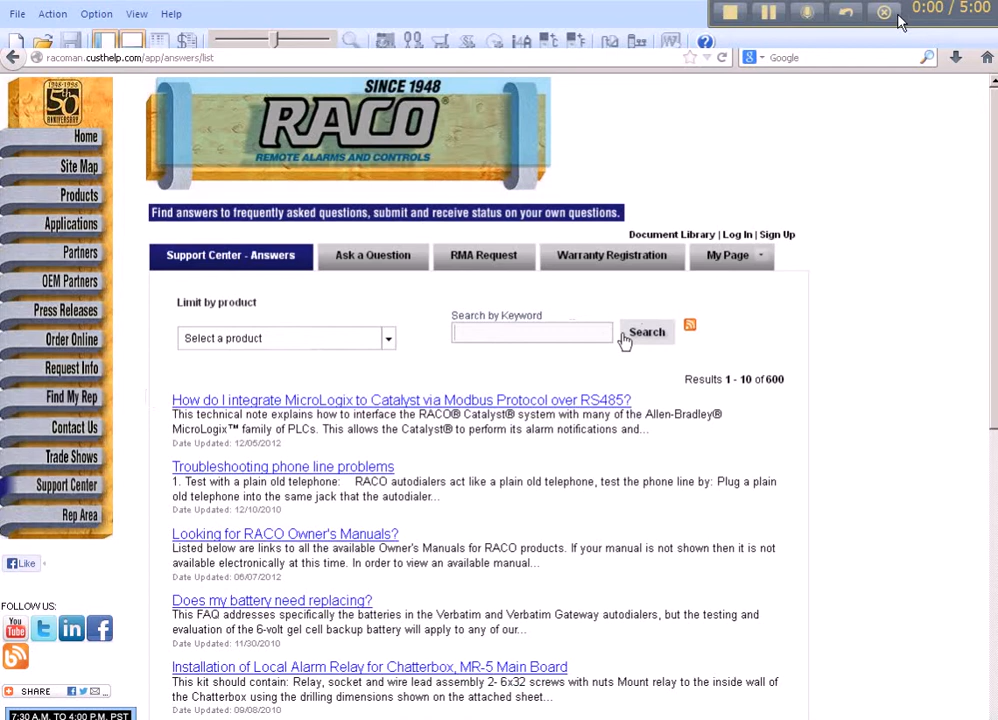 File Action Option View Help
0:00 / 5:00
racoman.custhelp.com/app/answers/list
Google
1948-1998
50th
ANNIVERSARY
Home
Site Map
Products
Applications
Partners
OEM Partners
Press Releases
Order Online
Request Info
Find My Rep
Contact Us
Trade Shows
Support Center
Rep Area
Like
FOLLOW US:
You
Tube
SHARE
7:30 A.M. TO 4:00 P.M. PST
SINCE 1948
RACO®
REMOTE ALARMS AND CONTROLS
Find answers to frequently asked questions, submit and receive status on your own questions.
Document Library | Log In | Sign Up
Support Center - Answers Ask a Question RMA Request Warranty Registration My Page
Limit by product
Search by Keyword
Select a product
Search
Results 1 - 10 of 600
How do I integrate MicroLogix to Catalyst via Modbus Protocol over RS485?
This technical note explains how to interface the RACO® Catalyst® system with many of the Allen-Bradley®
MicroLogix™ family of PLCs. This allows the Catalyst® to perform its alarm notifications and...
Date Updated: 12/05/2012
Troubleshooting phone line problems
1. Test with a plain old telephone: RACO autodialers act like a plain old telephone, test the phone line by: Plug a plain
old telephone into the same jack that the autodialer...
Date Updated: 12/10/2010
Looking for RACO Owner's Manuals?
Listed below are links to all the available Owner's Manuals for RACO products. If your manual is not shown then it is not
available electronically at this time. In order to view an available manual...
Date Updated: 06/07/2012
Does my battery need replacing?
This FAQ addresses specifically the batteries in the Verbatim and Verbatim Gateway autodialers, but the testing and
evaluation of the 6-volt gel cell backup battery will apply to any of our...
Date Updated: 11/30/2010
Installation of Local Alarm Relay for Chatterbox, MR-5 Main Board
This kit should contain: Relay, socket and wire lead assembly 2- 6x32 screws with nuts Mount relay to the inside wall of
the Chatterbox using the drilling dimensions shown on the attached sheet...
Date Updated: 09/08/2010